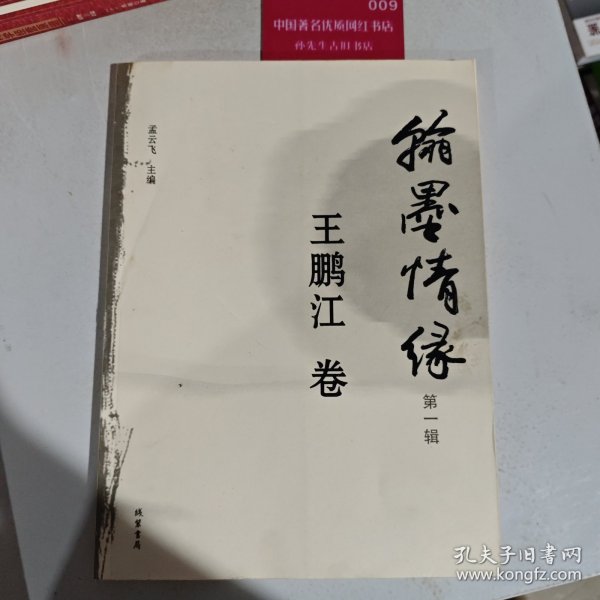 009
中国著名优质网红书店
孙先生古旧书店
翰墨情缘
第一辑
王鹏江 卷
孟云飞 主编
线装书局
孔夫子旧书网
www.kongfz.com